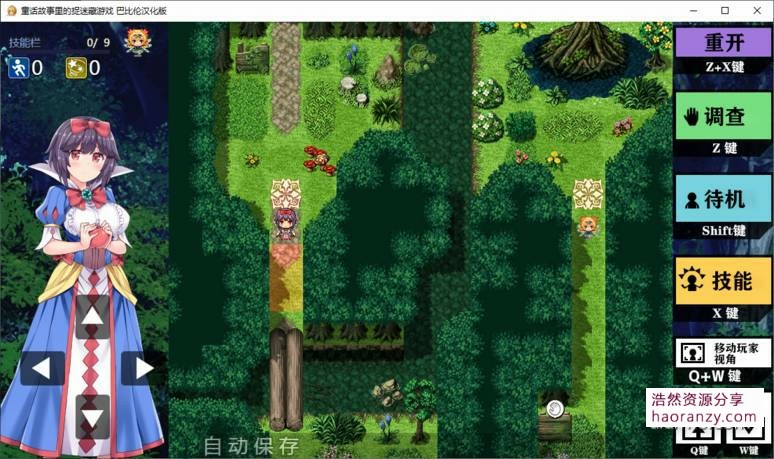 童话故事里的捉迷藏游戏 巴比伦汉化版
技能栏
0/ 9
0
0
重开
Z+X键
调查
Z 键
待机
Shift键
技能
X 键
移动玩家
视角
Q+W 键
浩然资源分享
haoranzy.com
Q键
W键
自动保存